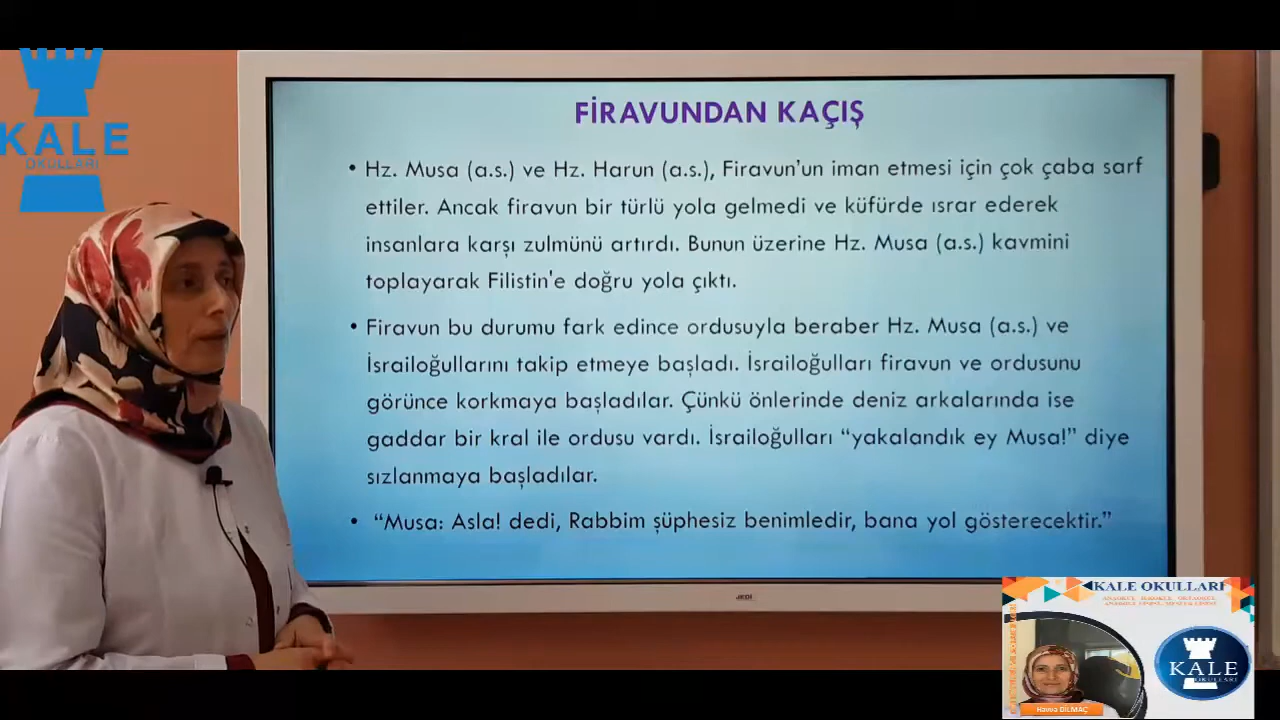 KALE
OKULLARI
FİRAVUNDAN KAÇIŞ
• Hz. Musa (a.s.) ve Hz. Harun (a.s.), Firavun'un iman etmesi için çok çaba sarf
ettiler. Ancak firavun bir türlü yola gelmedi ve küfürde ısrar ederek
insanlara karşı zulmünü artırdı. Bunun üzerine Hz. Musa (a.s.) kavmini
toplayarak Filistin'e doğru yola çıktı.
• Firavun bu durumu fark edince ordusuyla beraber Hz. Musa (a.s.) ve
İsrailoğullarını takip etmeye başladı. İsrailoğulları firavun ve ordusunu
görünce korkmaya başladılar. Çünkü önlerinde deniz arkalarında ise
gaddar bir kral ile ordusu vardı. İsrailoğulları “yakalandık ey Musa!” diye
sızlanmaya başladılar.
• “Musa: Asla! dedi, Rabbim şüphesiz benimledir, bana yol gösterecektir.”
KALE OKULLARI
KALE
OKULLARI
Havva DİLMAÇ